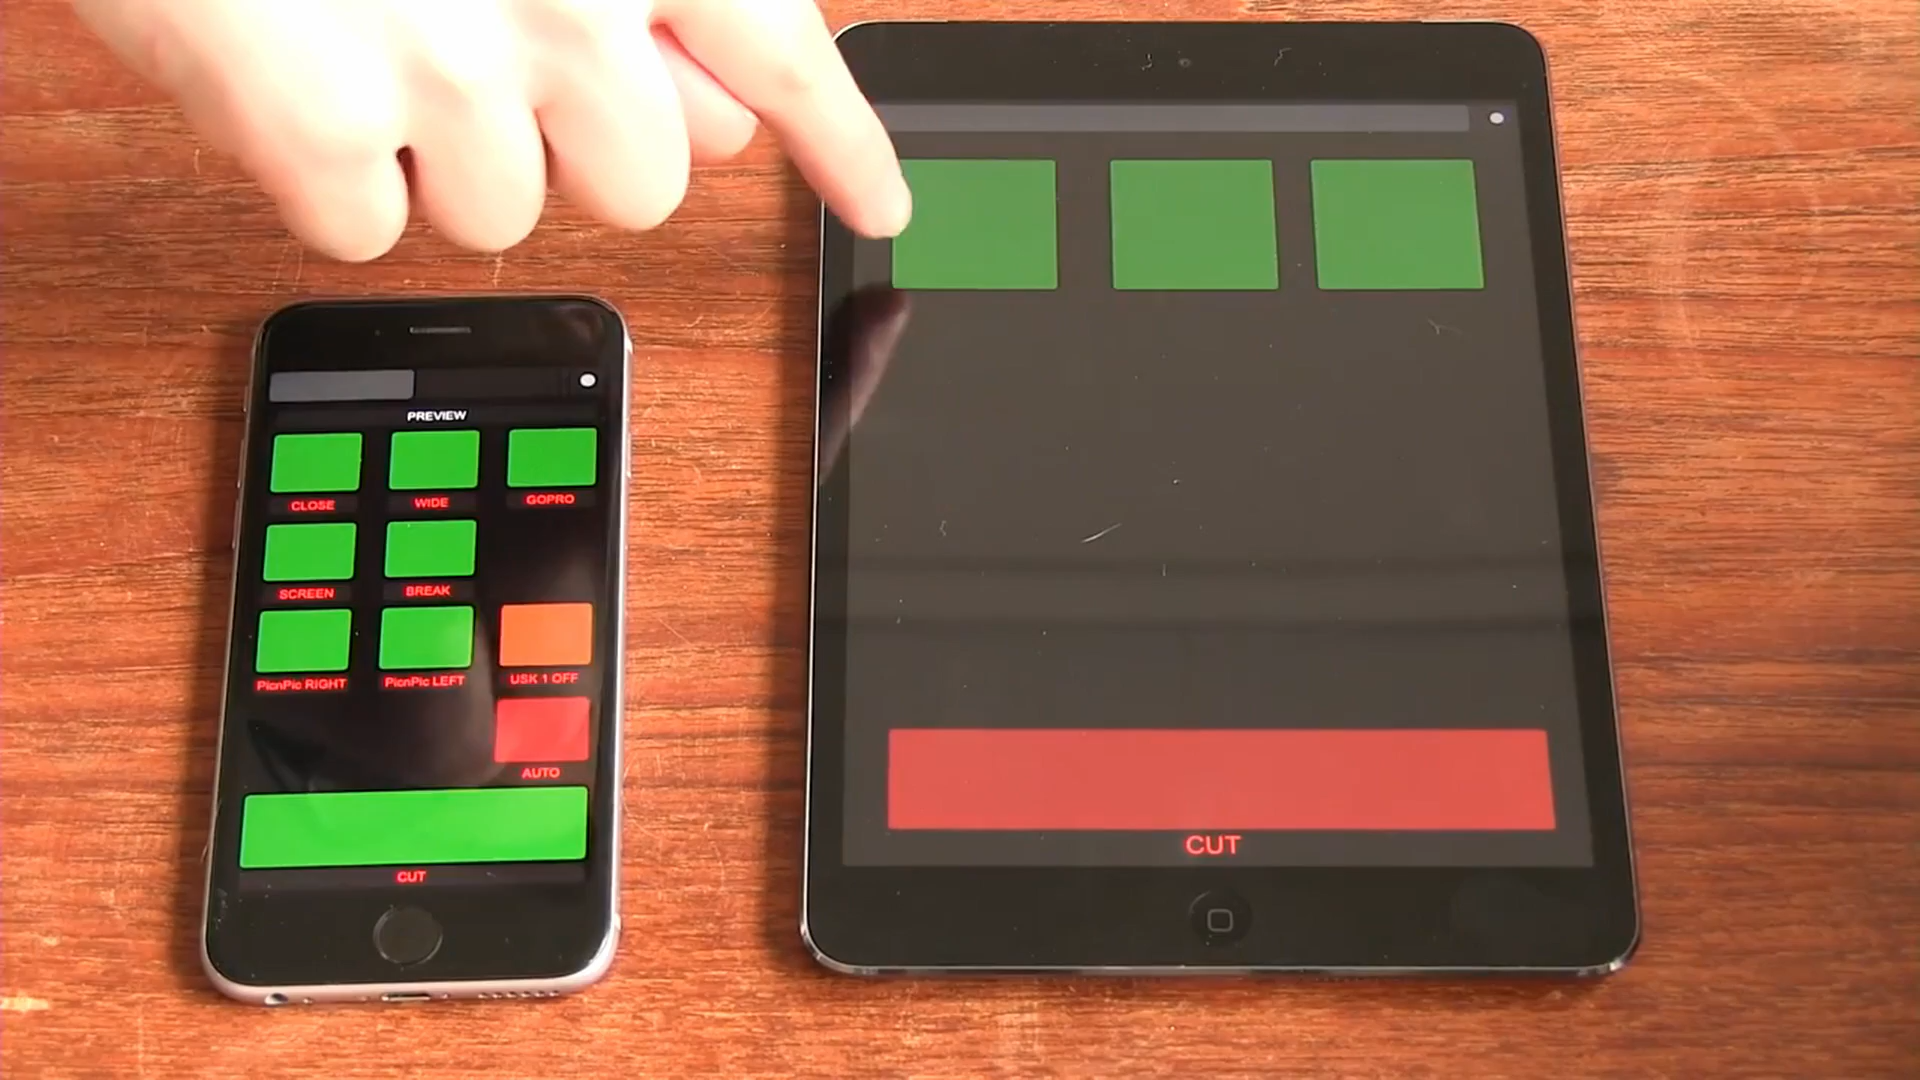 PREVIEW
CLOSE WIDE GOPRO
SCREEN BREAK
PicnPic RIGHT PicnPic LEFT USK 1 OFF
AUTO
CUT
CUT